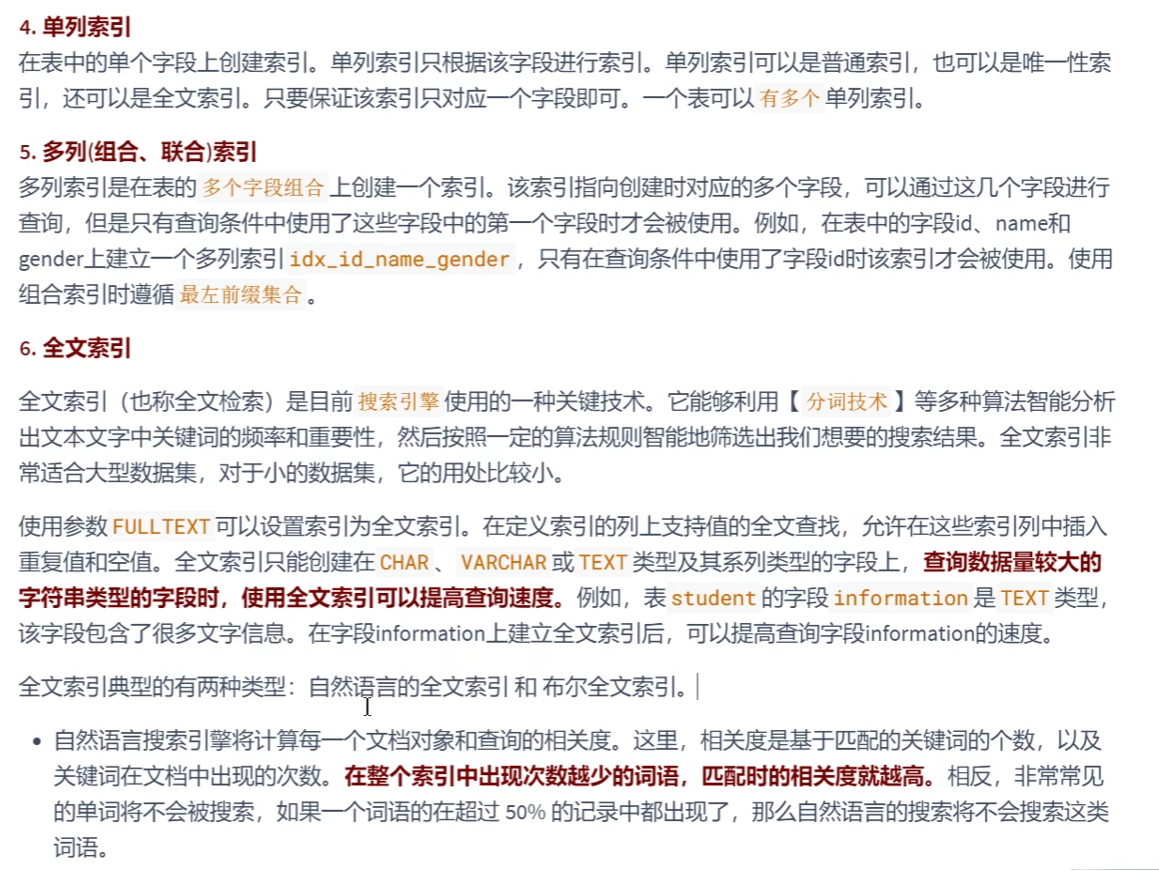 4. 单列索引
在表中的单个字段上创建索引。单列索引只根据该字段进行索引。单列索引可以是普通索引，也可以是唯一性索
引，还可以是全文索引。只要保证该索引只对应一个字段即可。一个表可以 有多个 单列索引。
5. 多列(组合、联合)索引
多列索引是在表的 多个字段组合 上创建一个索引。该索引指向创建时对应的多个字段，可以通过这几个字段进行
查询，但是只有查询条件中使用了这些字段中的第一个字段时才会被使用。例如，在表中的字段id、name和
gender上建立一个多列索引 idx_id_name_gender ，只有在查询条件中使用了字段id时该索引才会被使用。使用
组合索引时遵循 最左前缀集合 。
6. 全文索引
全文索引（也称全文检索）是目前 搜索引擎 使用的一种关键技术。它能够利用【 分词技术 】等多种算法智能分析
出文本文字中关键词的频率和重要性，然后按照一定的算法规则智能地筛选出我们想要的搜索结果。全文索引非
常适合大型数据集，对于小的数据集，它的用处比较小。
使用参数 FULLTEXT 可以设置索引为全文索引。在定义索引的列上支持值的全文查找，允许在这些索引列中插入
重复值和空值。全文索引只能创建在 CHAR 、 VARCHAR 或 TEXT 类型及其系列类型的字段上，查询数据量较大的
字符串类型的字段时，使用全文索引可以提高查询速度。例如，表 student 的字段 information 是 TEXT 类型，
该字段包含了很多文字信息。在字段information上建立全文索引后，可以提高查询字段information的速度。
全文索引典型的有两种类型：自然语言的全文索引 和 布尔全文索引。
• 自然语言搜索引擎将计算每一个文档对象和查询的相关度。这里，相关度是基于匹配的关键词的个数，以及
关键词在文档中出现的次数。在整个索引中出现次数越少的词语，匹配时的相关度就越高。相反，非常常见
的单词将不会被搜索，如果一个词语的在超过 50% 的记录中都出现了，那么自然语言的搜索将不会搜索这类
词语。